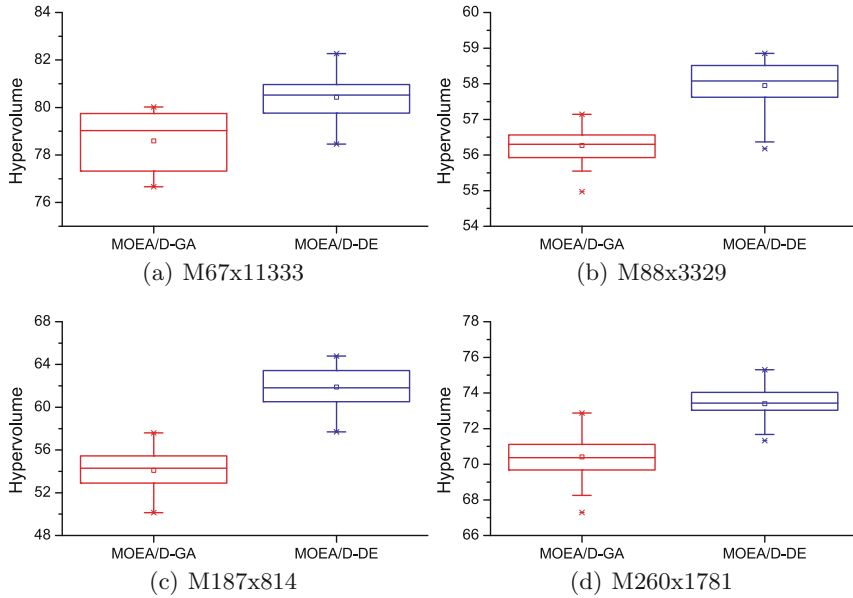 84
82
80
78
76
Hypervolume
MOEA/D-GA MOEA/D-DE
(a) M67x11333
60
59
58
57
56
55
54
Hypervolume
MOEA/D-GA MOEA/D-DE
(b) M88x3329
68
64
60
56
52
48
Hypervolume
MOEA/D-GA MOEA/D-DE
(c) M187x814
78
76
74
72
70
68
66
Hypervolume
MOEA/D-GA MOEA/D-DE
(d) M260x1781